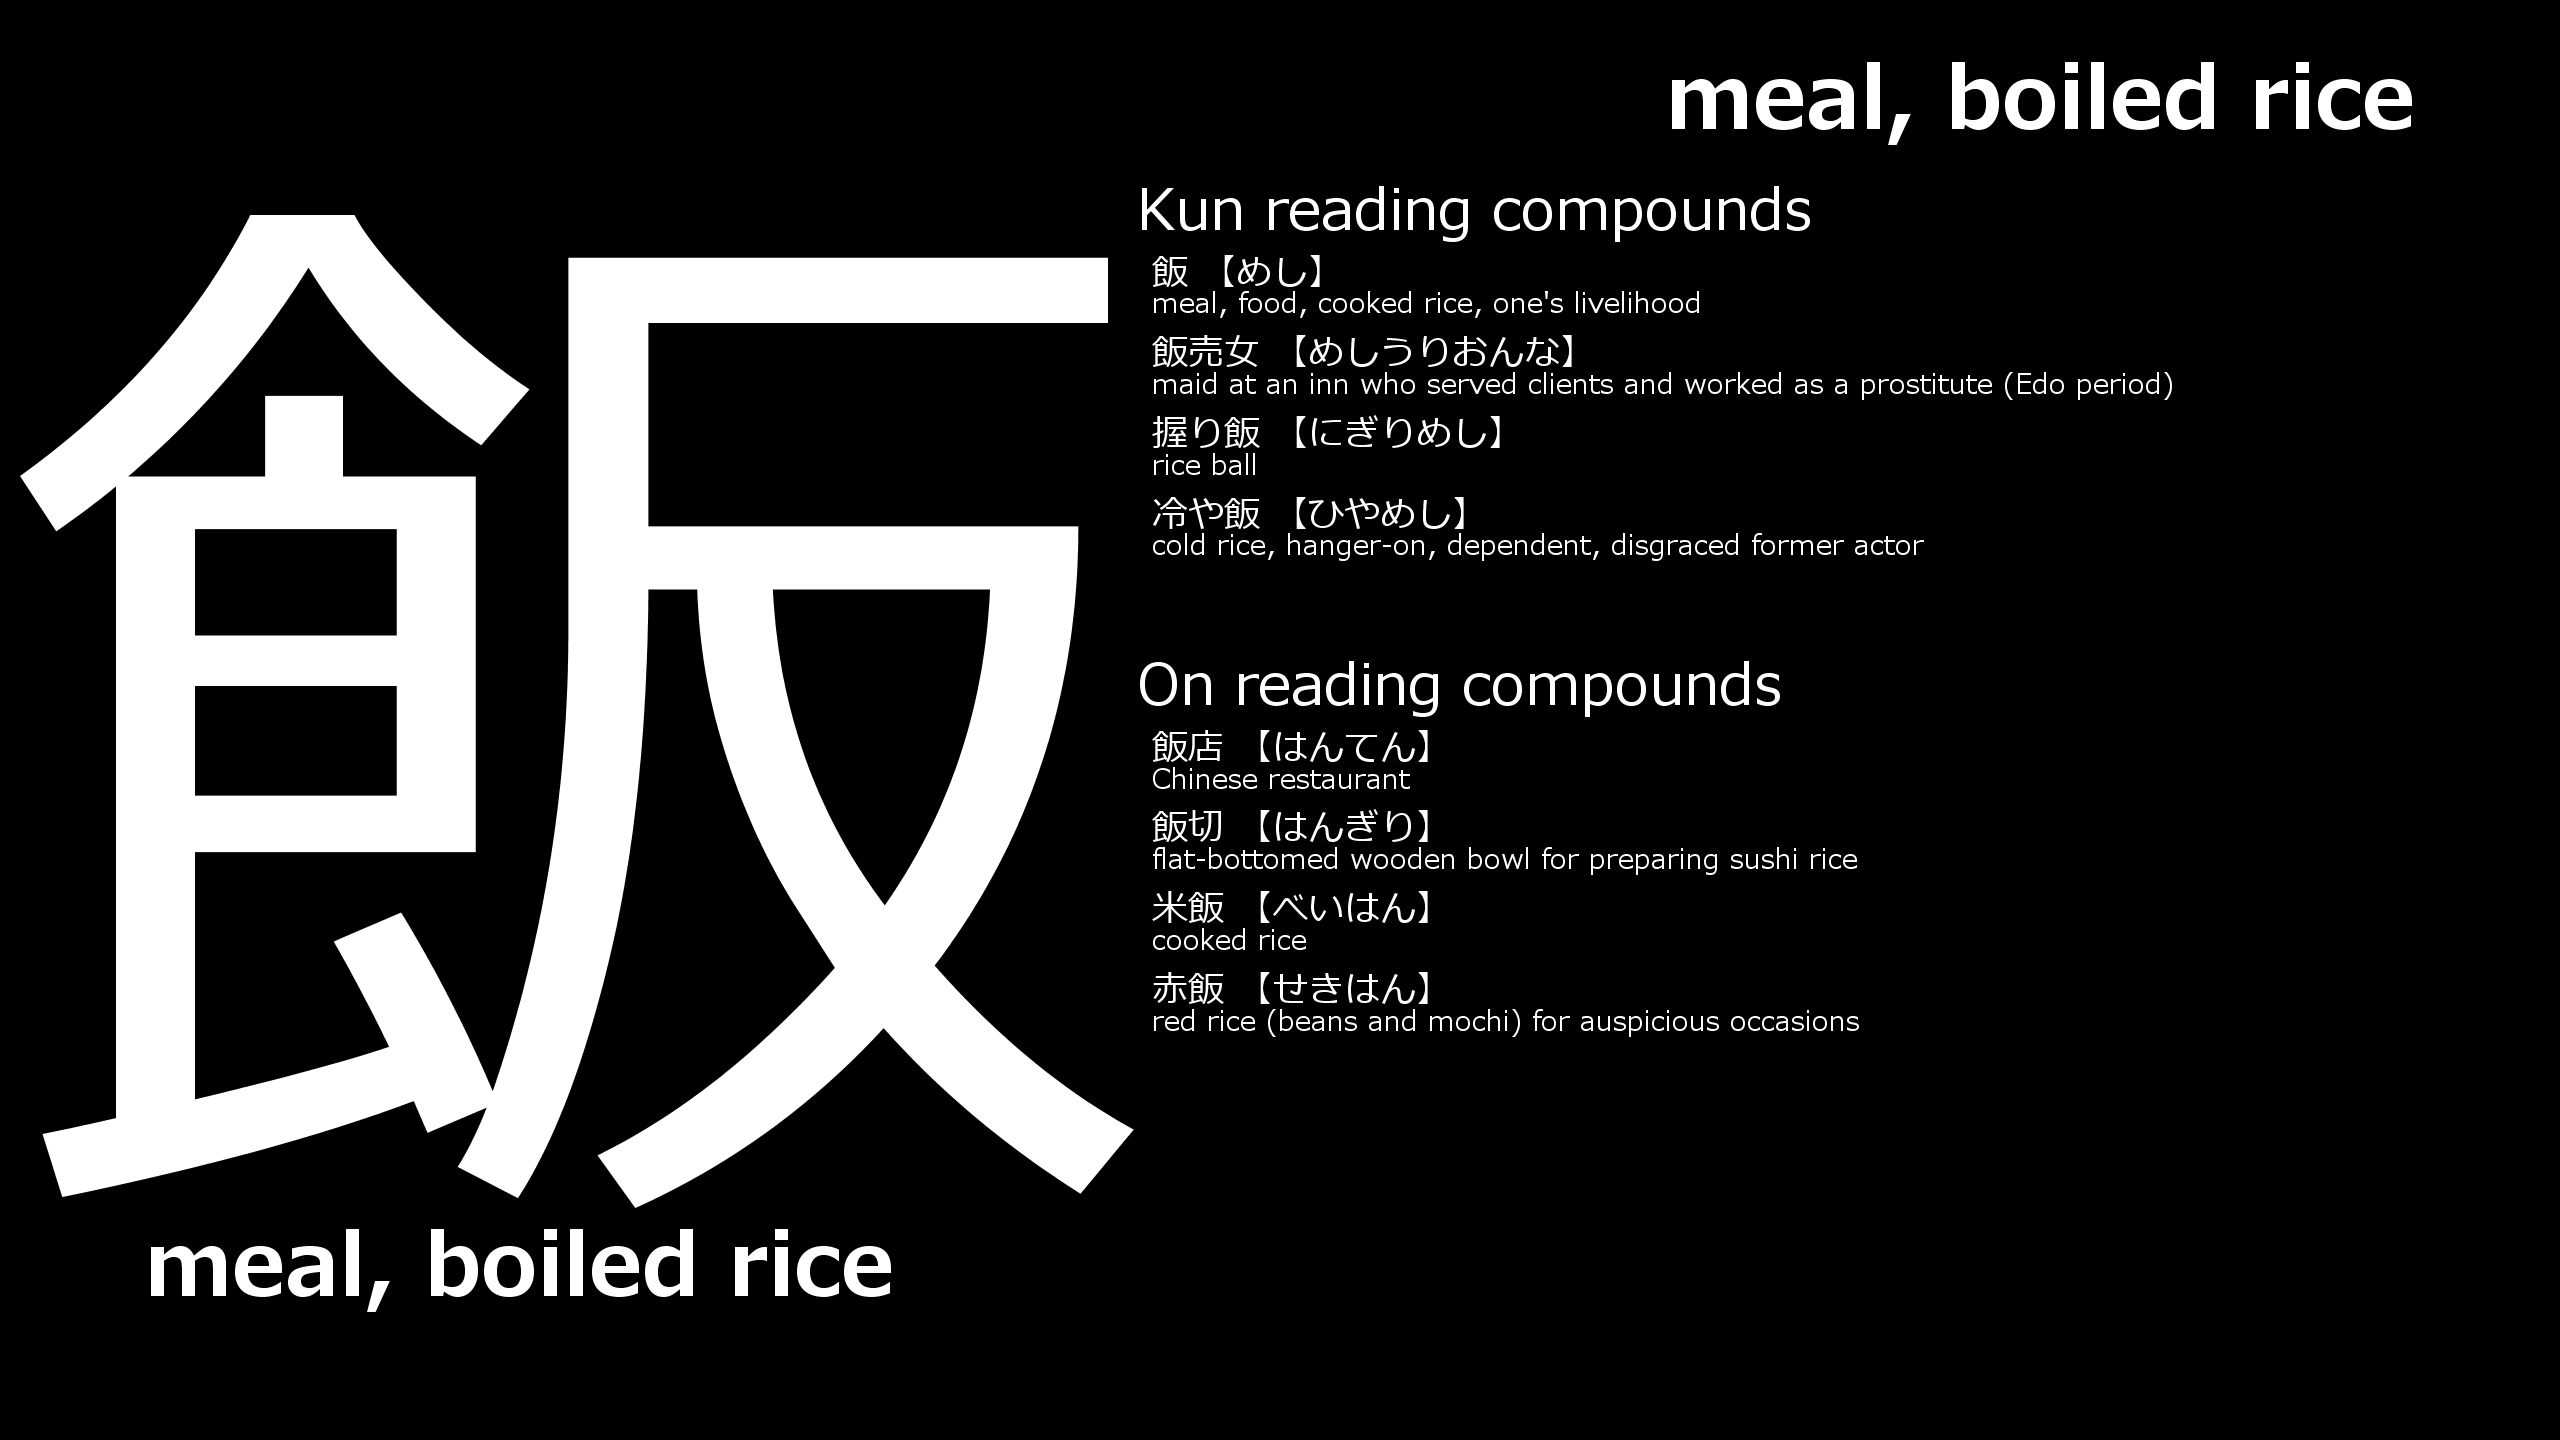 meal, boiled rice
飯
Kun reading compounds
飯 【めし】
meal, food, cooked rice, one's livelihood
飯売女 【めしうりおんな】
maid at an inn who served clients and worked as a prostitute (Edo period)
握り飯 【にぎりめし】
rice ball
冷や飯 【ひやめし】
cold rice, hanger-on, dependent, disgraced former actor
On reading compounds
飯店 【はんてん】
Chinese restaurant
飯切 【はんぎり】
flat-bottomed wooden bowl for preparing sushi rice
米飯 【べいはん】
cooked rice
赤飯 【せきはん】
red rice (beans and mochi) for auspicious occasions
meal, boiled rice